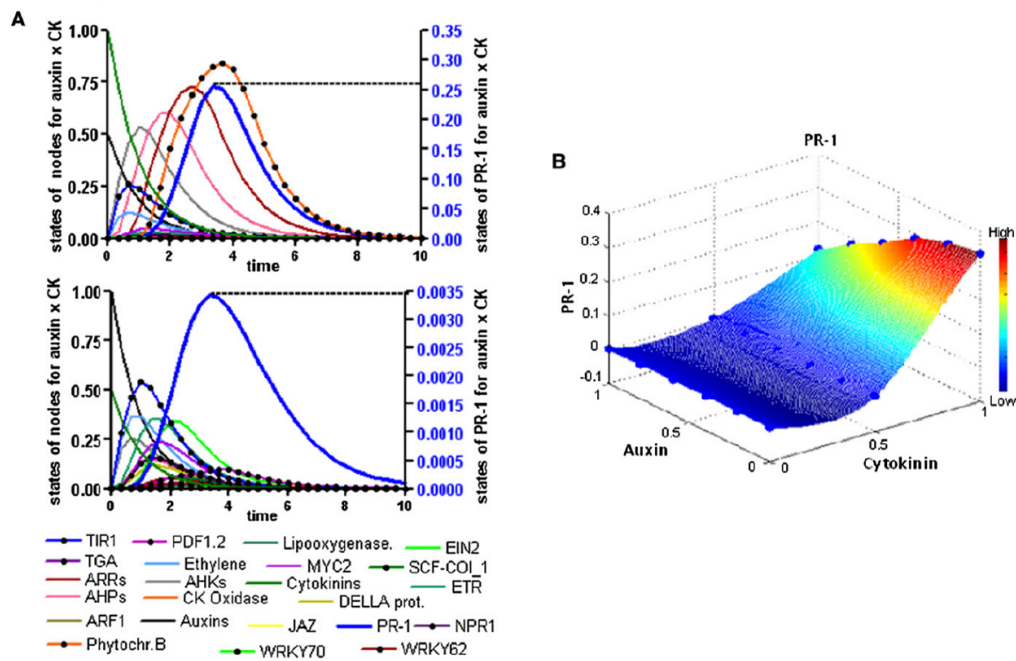 A
states of nodes for auxin x CK
1.00
0.75
0.50
0.25
0.00
0 2 4 6 8 10
time
0.35
0.30
0.25
0.20
0.15
0.10
0.05
0.00
states of PR-1 for auxin x CK
states of nodes for auxin x CK
1.00
0.75
0.50
0.25
0.00
0 2 4 6 8 10
time
0.0035
0.0030
0.0025
0.0020
0.0015
0.0010
0.0005
0.0000
states of PR-1 for auxin x CK
TIR1 PDF1.2 Lipooxygenase. EIN2
TGA Ethylene MYC2 SCF-COI_1
ARRs AHKs Cytokinins ETR
AHPs CK Oxidase DELLA prot.
ARF1 Auxins JAZ PR-1 NPR1
Phytochr.B WRKY70 WRKY62
B
PR-1
PR-1
0.4
0.3
0.2
0.1
0
-0.1
1
0.5
0
Auxin
0
0.5
1
Cytokinin
High
Low